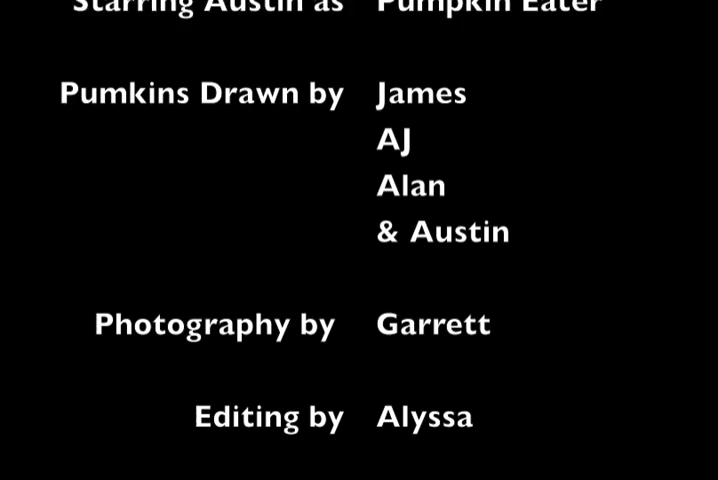 Starring Austin as Pumpkin Eater
Pumkins Drawn by James
AJ
Alan
& Austin
Photography by Garrett
Editing by Alyssa